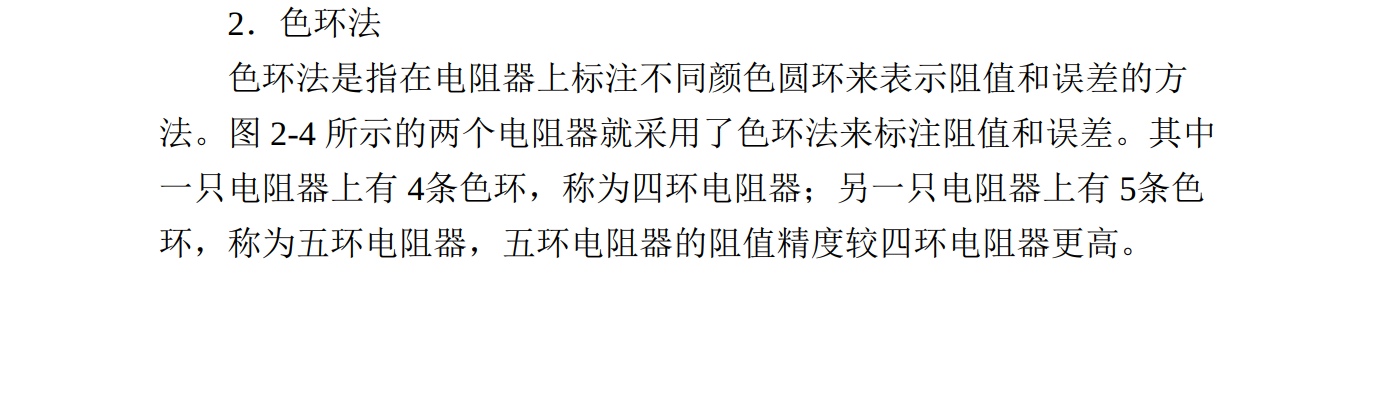 2．色环法
色环法是指在电阻器上标注不同颜色圆环来表示阻值和误差的方
法。图 2-4 所示的两个电阻器就采用了色环法来标注阻值和误差。其中
一只电阻器上有 4条色环，称为四环电阻器；另一只电阻器上有 5条色
环，称为五环电阻器，五环电阻器的阻值精度较四环电阻器更高。